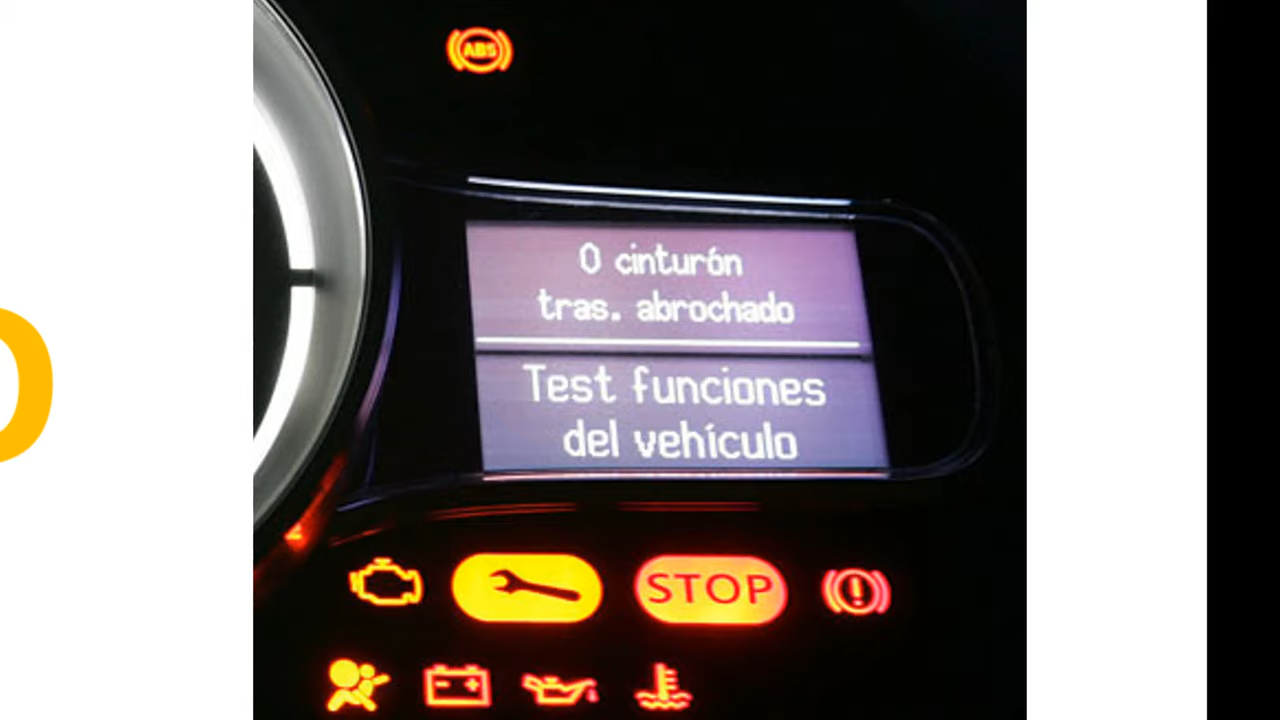 ABS
0 cinturón
tras. abrochado
Test funciones
del vehículo
STOP